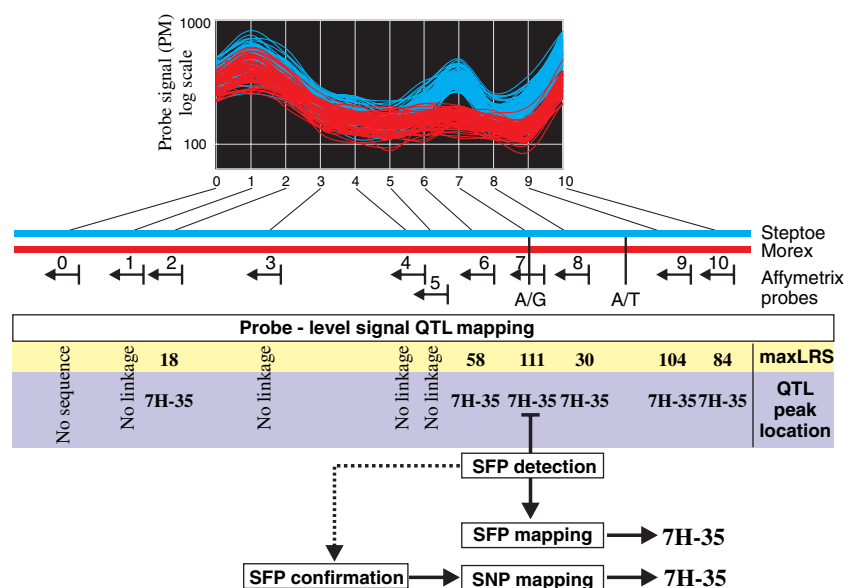 1000
Probe signal (PM)
log scale
100
0 1 2 3 4 5 6 7 8 9 10
Steptoe
Morex
0 1 2 3 4 5 6 7 8 9 10
Affymetrix
probes
A/G A/T
Probe - level signal QTL mapping
No sequence
No linkage
18
7H-35
No linkage
No linkage
No linkage
58 111 30 104 84
maxLRS
7H-35 7H-35 7H-35 7H-35 7H-35
QTL
peak
location
SFP detection
SFP mapping
7H-35
SFP confirmation
SNP mapping
7H-35